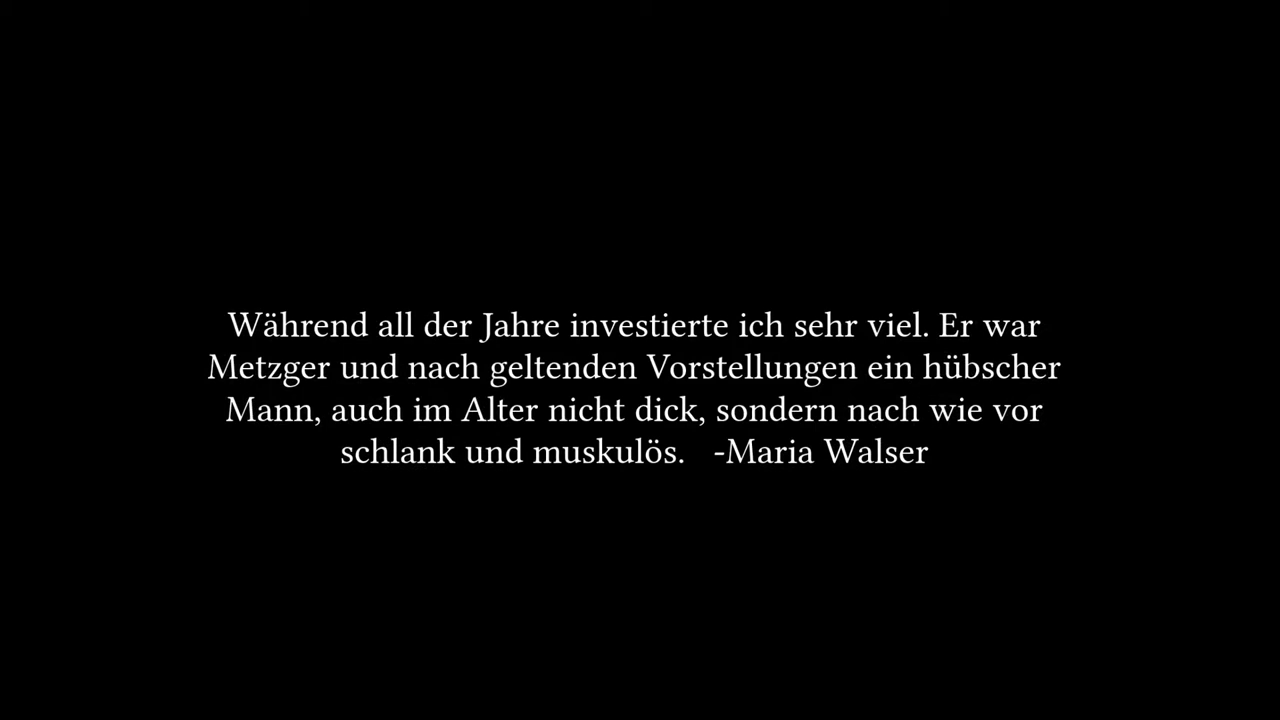 Während all der Jahre investierte ich sehr viel. Er war
Metzger und nach geltenden Vorstellungen ein hübscher
Mann, auch im Alter nicht dick, sondern nach wie vor
schlank und muskulös.   -Maria Walser